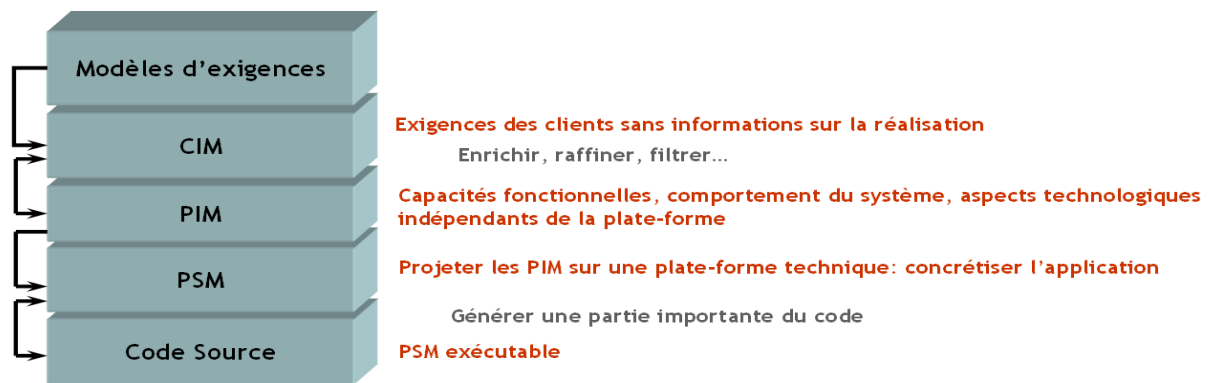 Modèles d'exigences
CIM
Exigences des clients sans informations sur la réalisation
Enrichir, raffiner, filtrer...
PIM
Capacités fonctionnelles, comportement du système, aspects technologiques
indépendants de la plate-forme
PSM
Projeter les PIM sur une plate-forme technique: concrétiser l'application
Générer une partie importante du code
Code Source
PSM exécutable